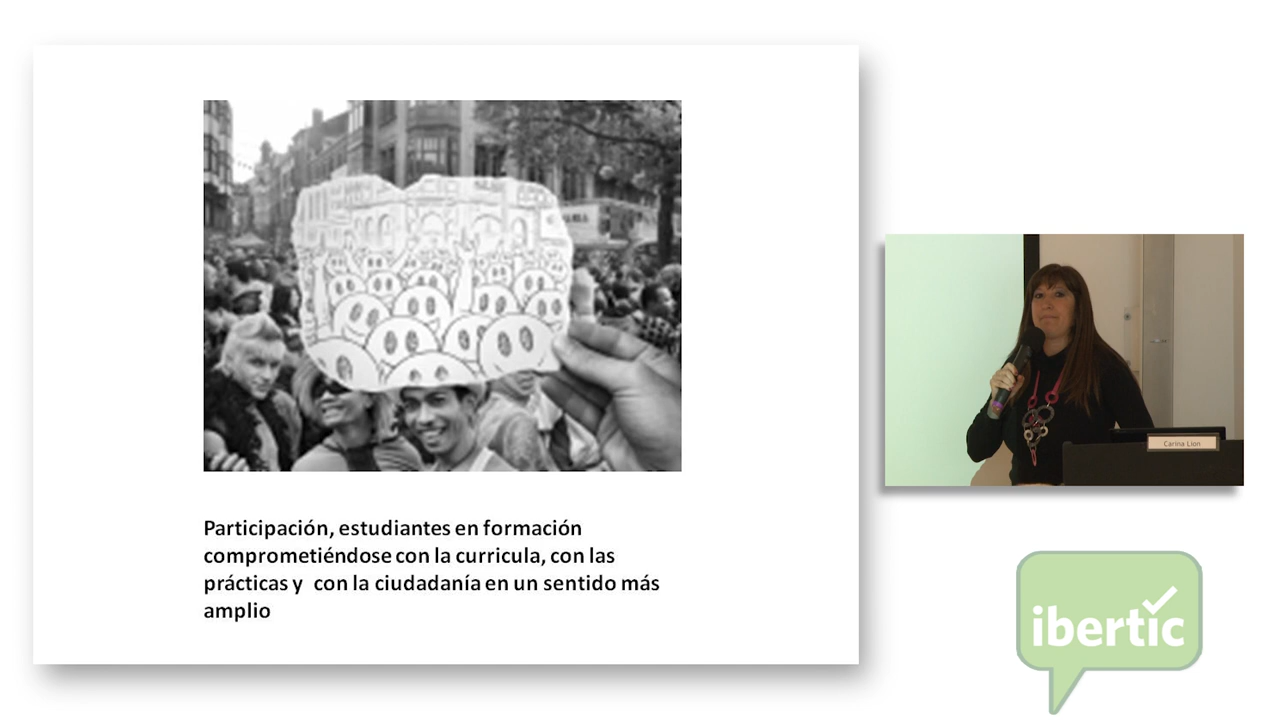 Participación, estudiantes en formación
comprometiéndose con la curricula, con las
prácticas y  con la ciudadanía en un sentido más
amplio
Carina Lion
ibertic